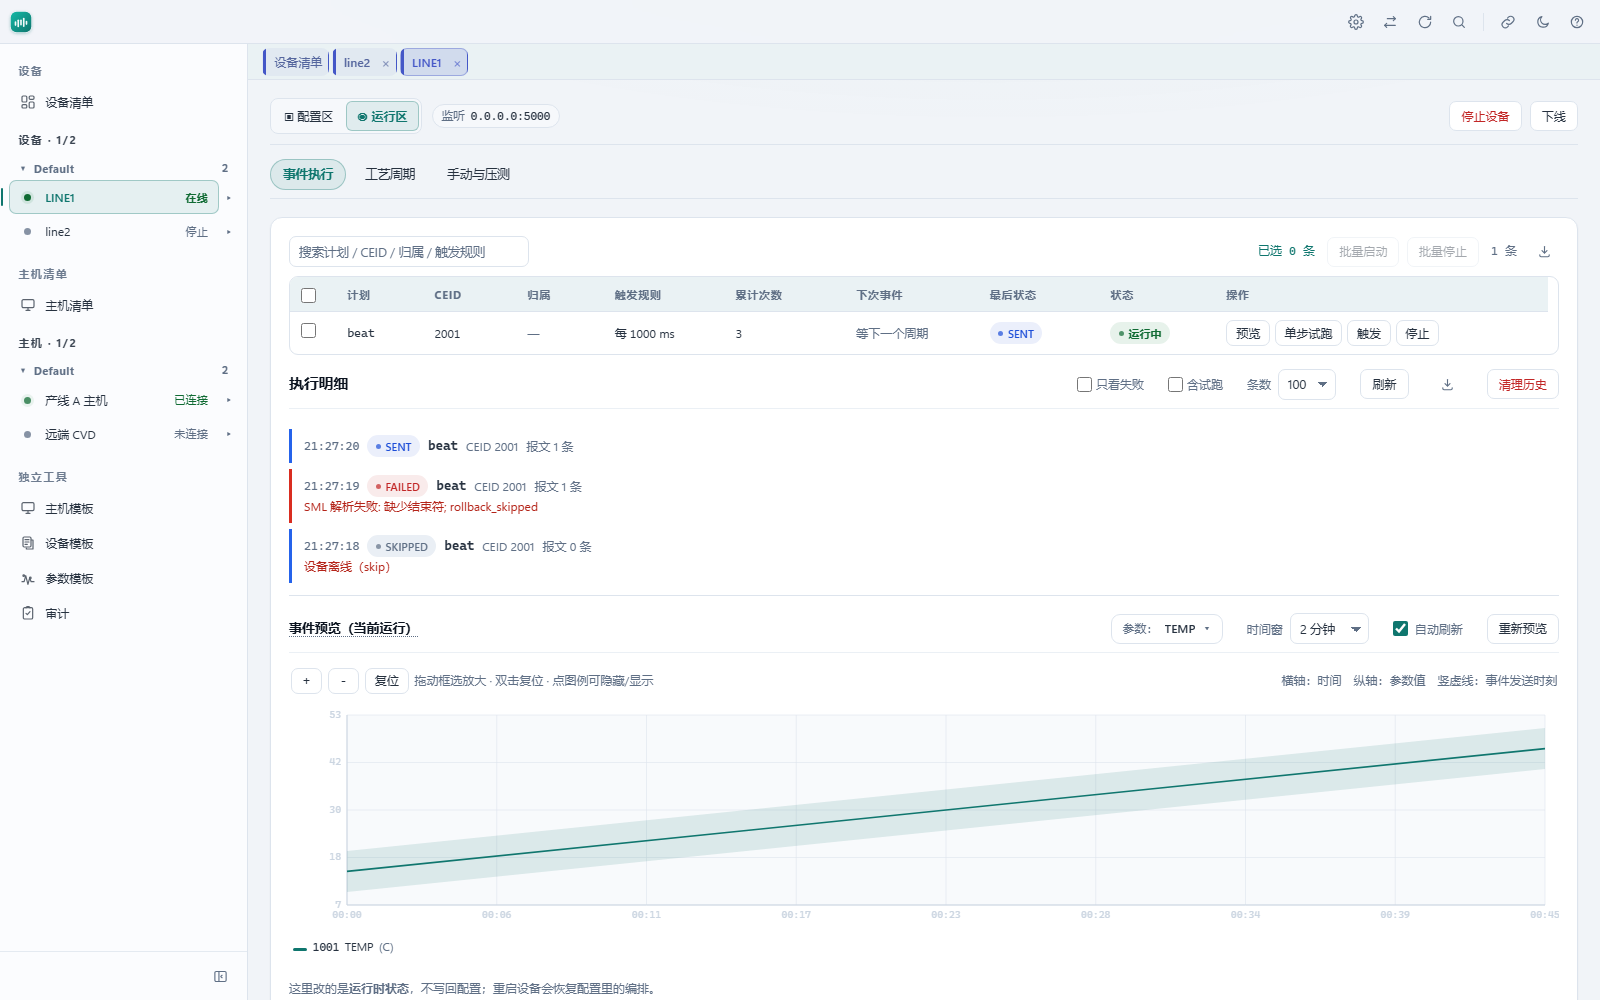 设备
设备清单
设备 · 1/2
Default 2
LINE1 在线
line2 停止
主机清单
主机清单
主机 · 1/2
Default 2
产线 A 主机 已连接
远端 CVD 未连接
独立工具
主机模板
设备模板
参数模板
审计
设备清单 line2 × LINE1 ×
配置区 运行区 监听 0.0.0.0:5000 停止设备 下线
事件执行 工艺周期 手动与压测
搜索计划 / CEID / 归属 / 触发规则 已选 0 条 批量启动 批量停止 1 条
计划 CEID 归属 触发规则 累计次数 下次事件 最后状态 状态 操作
beat 2001 — 每 1000 ms 3 等下一个周期 SENT 运行中 预览 单步试跑 触发 停止
执行明细 只看失败 含试跑 条数 100 刷新 清理历史
21:27:20 SENT beat CEID 2001 报文 1 条
21:27:19 FAILED beat CEID 2001 报文 1 条
SML 解析失败: 缺少结束符; rollback_skipped
21:27:18 SKIPPED beat CEID 2001 报文 0 条
设备离线（skip）
事件预览（当前运行） 参数： TEMP 时间窗 2 分钟 自动刷新 重新预览
+ - 复位 拖动框选放大 · 双击复位 · 点图例可隐藏/显示 横轴：时间 纵轴：参数值 竖虚线：事件发送时刻
53
42
30
18
7
00:00 00:06 00:11 00:17 00:23 00:28 00:34 00:39 00:45
1001 TEMP (C)
这里改的是运行时状态，不写回配置；重启设备会恢复配置里的编排。